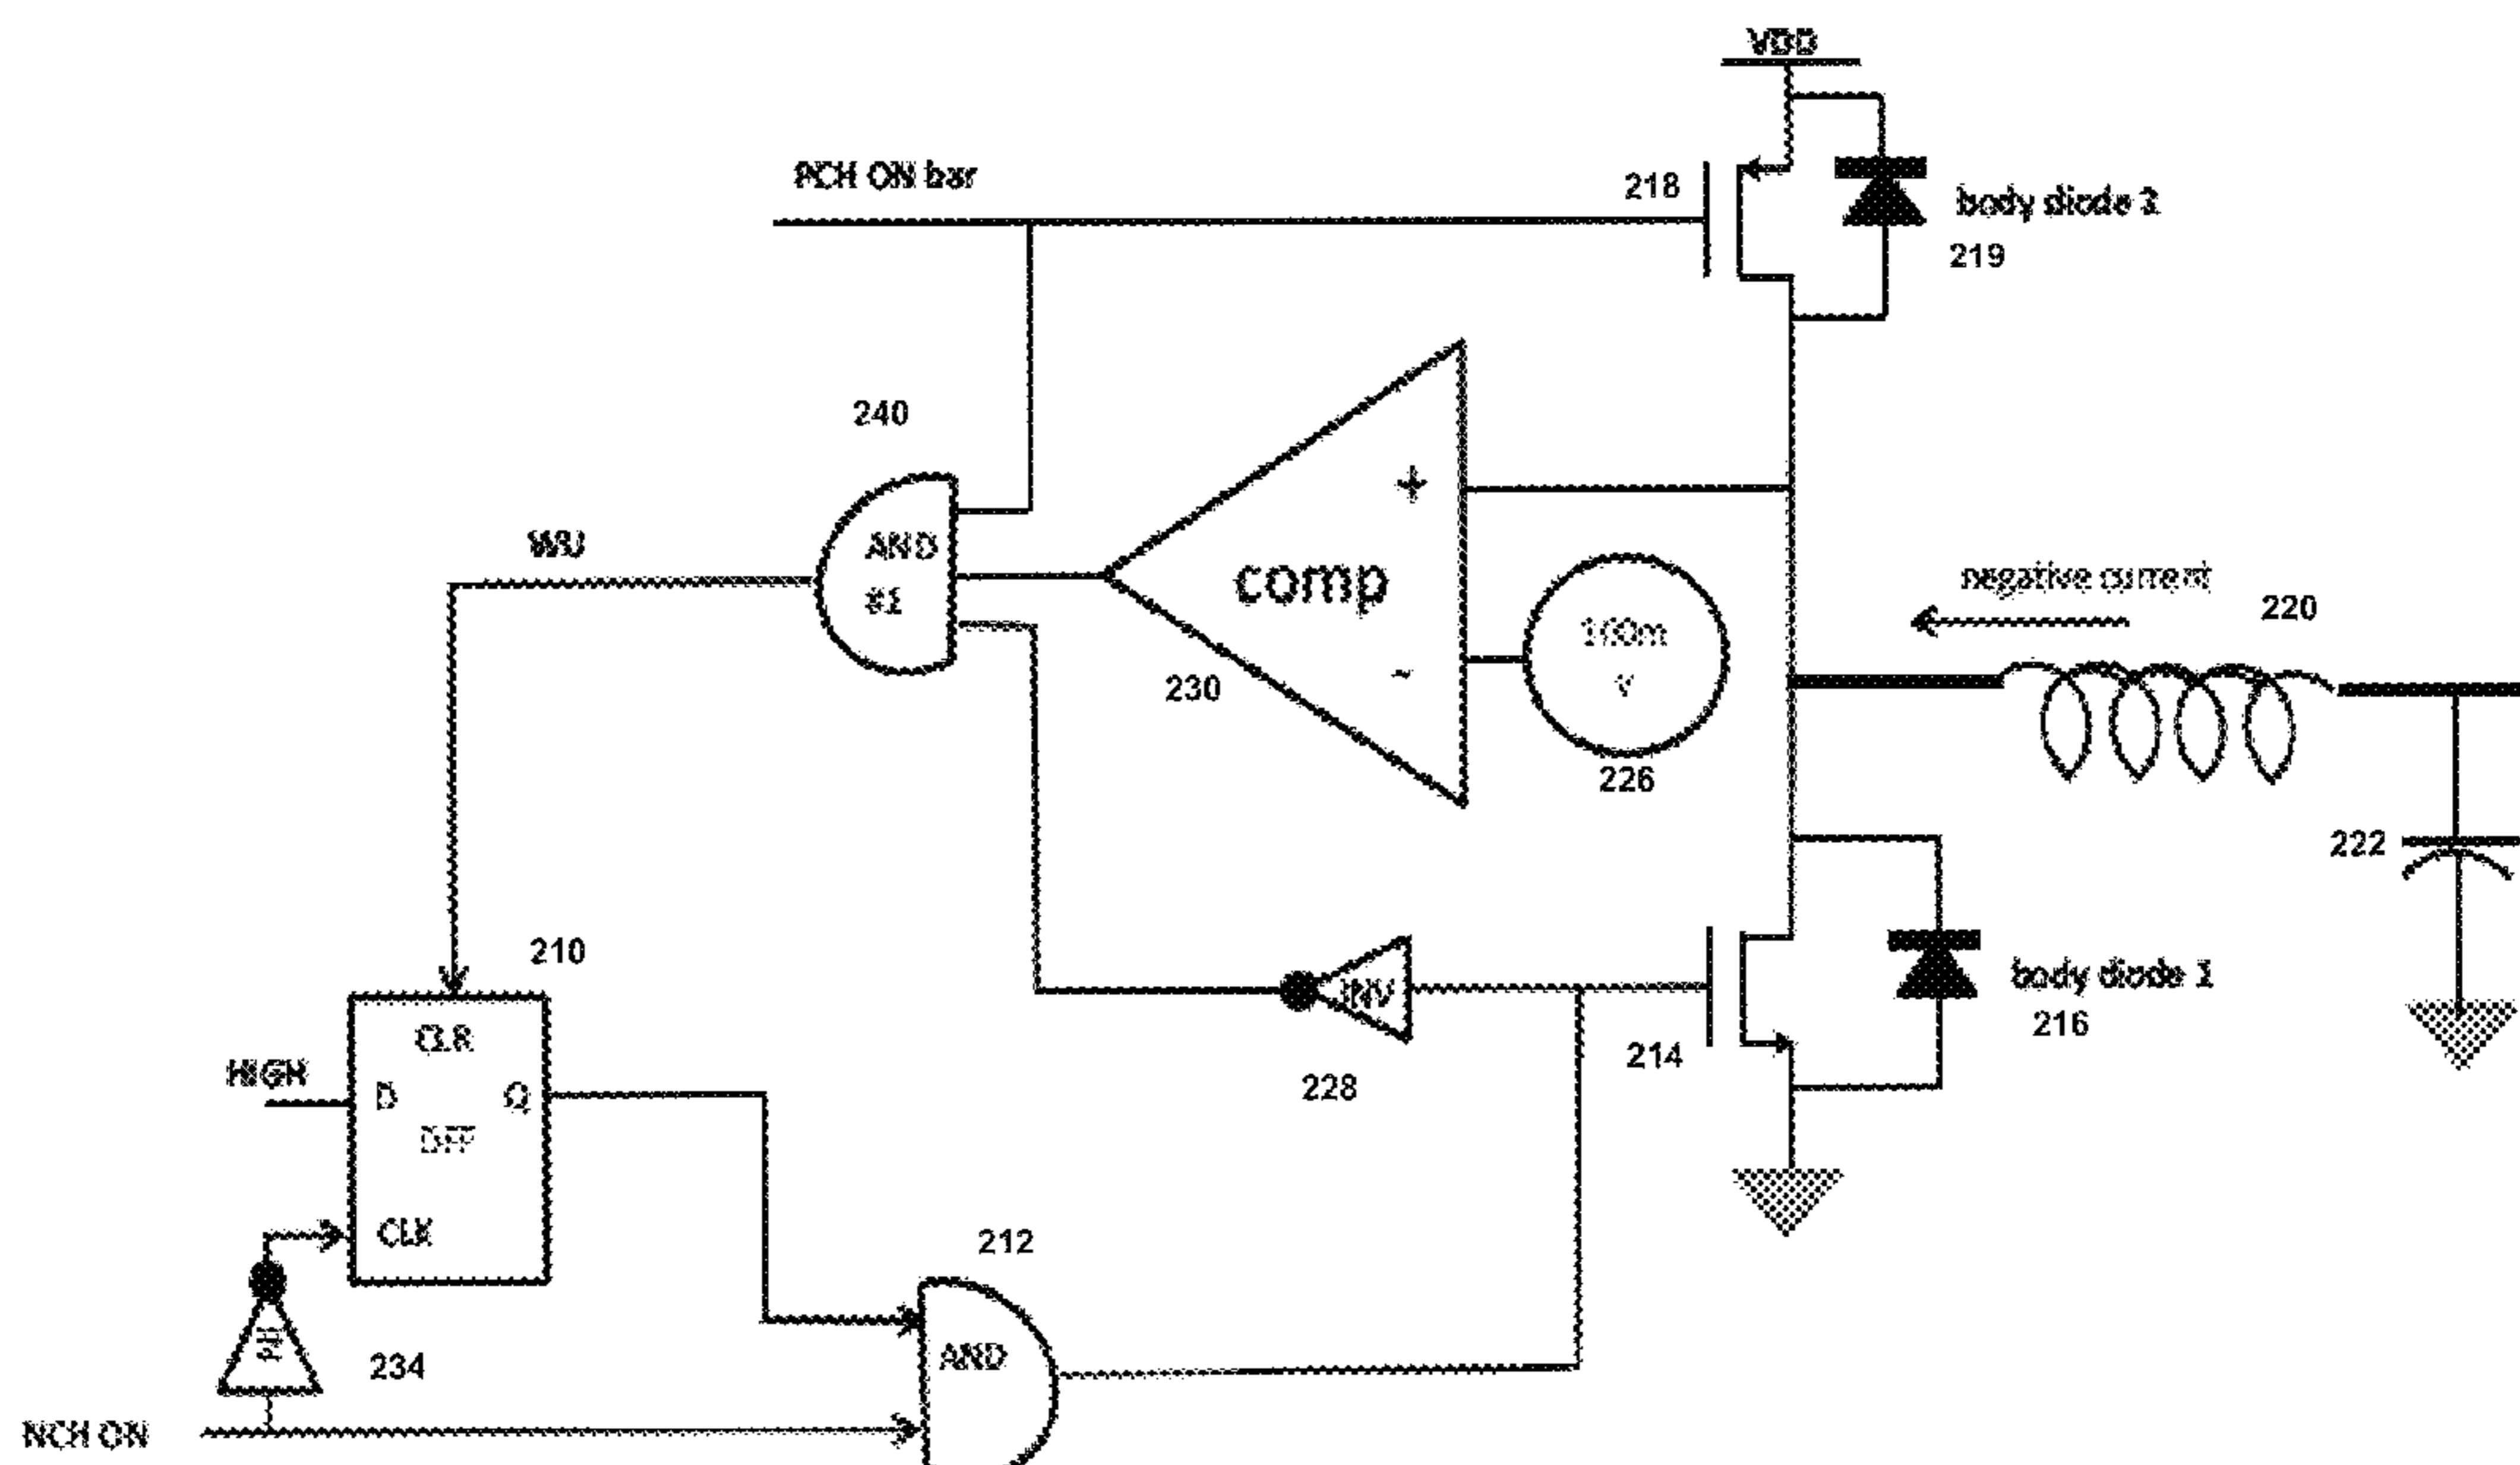 VDD
PCH ON bar
218
body diode 2
219
240
+
WU
AND
#1
comp
100m
V
negative current
220
-
230
226
222
210
INV
body diode 1
216
214
228
CLR
HIGH
D
Q
DFF
CLK
212
234
AND
NCH ON